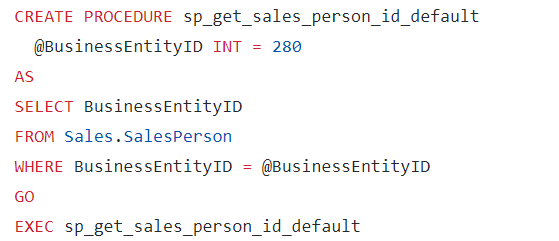 CREATE PROCEDURE sp_get_sales_person_id_default
@BusinessEntityID INT = 280
AS
SELECT BusinessEntityID
FROM Sales.SalesPerson
WHERE BusinessEntityID = @BusinessEntityID
GO
EXEC sp_get_sales_person_id_default